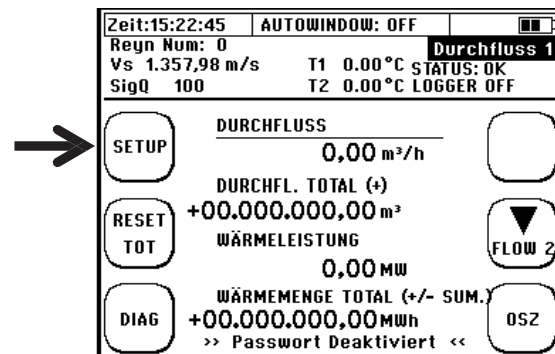 Zeit:15:22:45 AUTOWINDOW: OFF
Reyn Num: 0 Durchfluss 1
Vs 1.357,98 m/s T1 0.00°C STATUS: OK
SigQ 100 T2 0.00°C LOGGER OFF
DURCHFLUSS
SETUP 0,00 m³/h
DURCHFL. TOTAL (+)
RESET TOT +00.000.000,00 m³
WÄRMELEISTUNG FLOW 2
0,00 MW
WÄRMEMENGE TOTAL (+/- SUM.)
DIAG +00.000.000,00 MWh OSZ
>> Passwort Deaktiviert <<